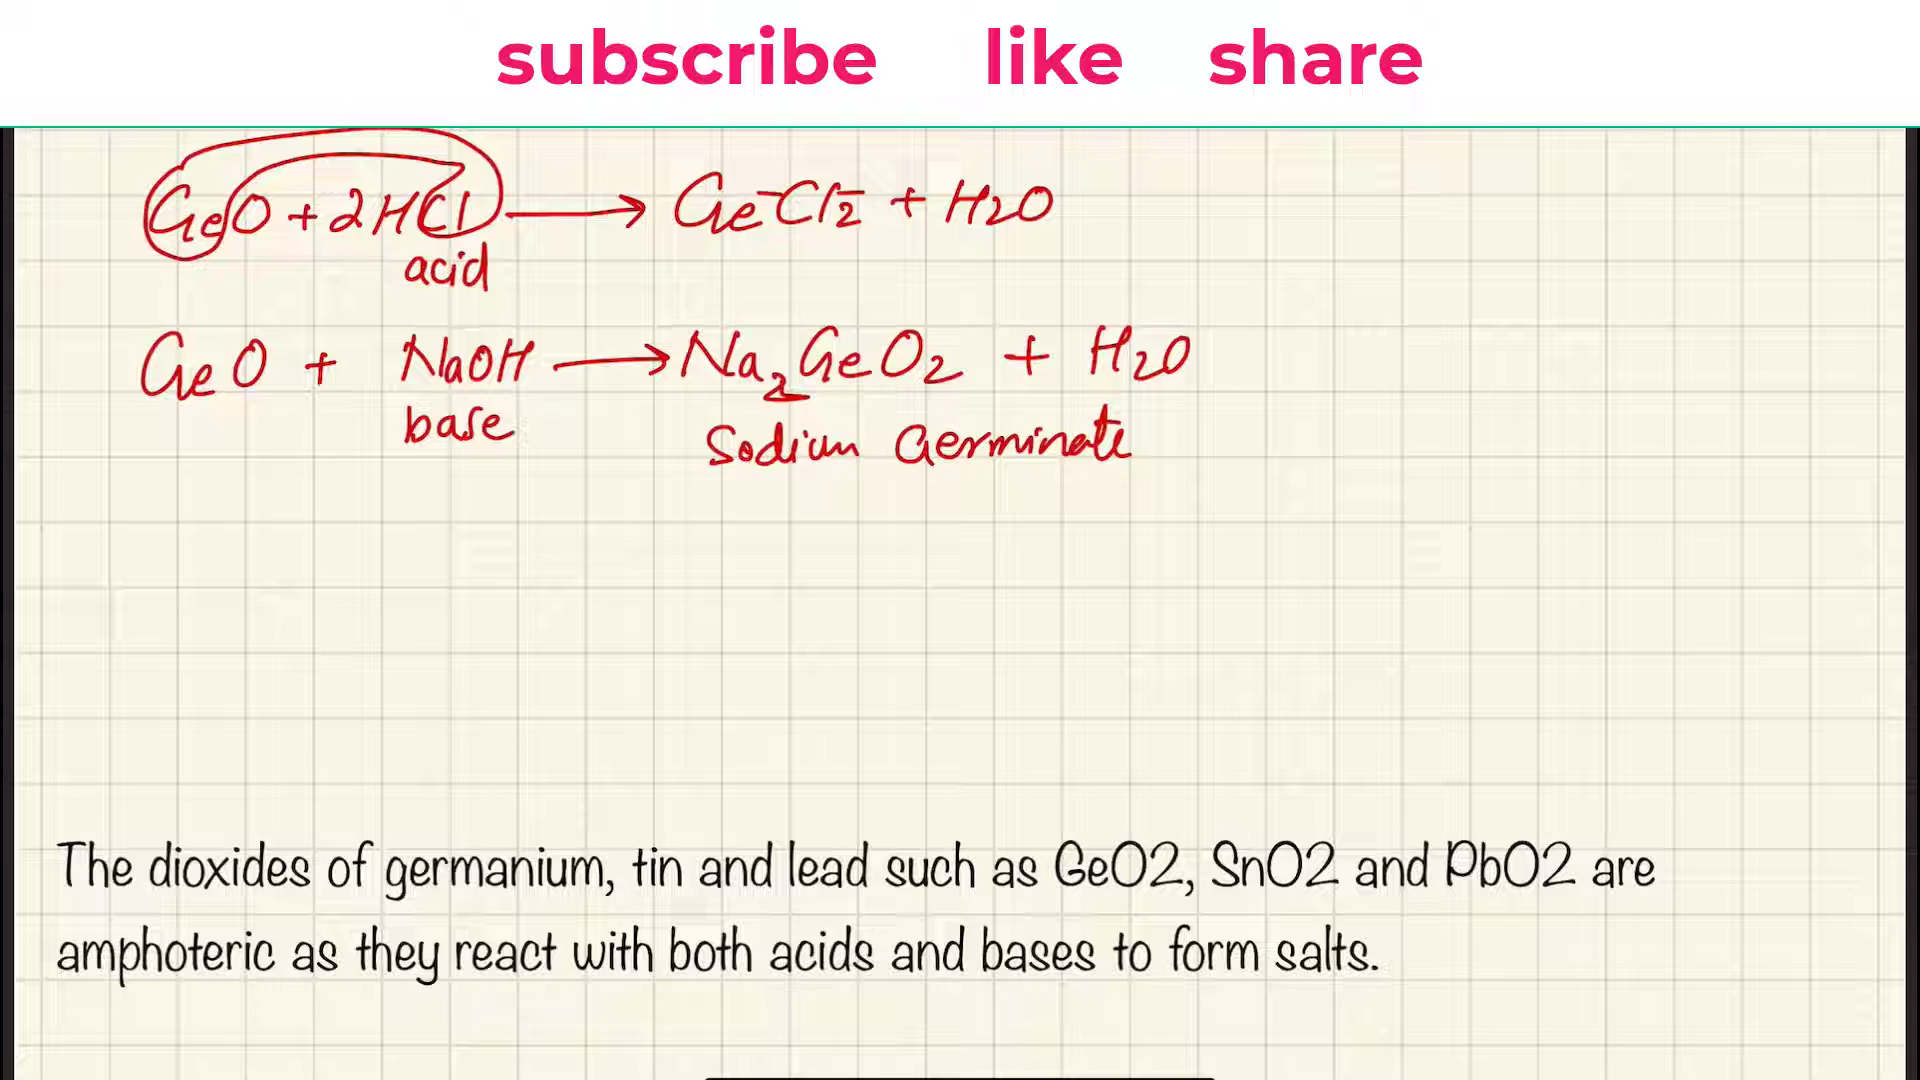 subscribe like share
GeO + 2HCl → GeCl2 + H2O
acid
GeO + NaOH → Na2GeO2 + H2O
base Sodium Germinate
The dioxides of germanium, tin and lead such as GeO2, SnO2 and PbO2 are
amphoteric as they react with both acids and bases to form salts.